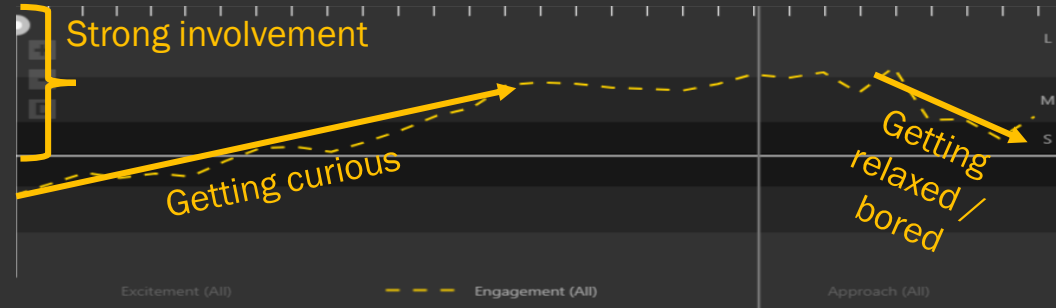 Strong involvement
L
M
S
Getting curious
Getting
relaxed /
bored
Excitement (All)
Engagement (All)
Approach (All)